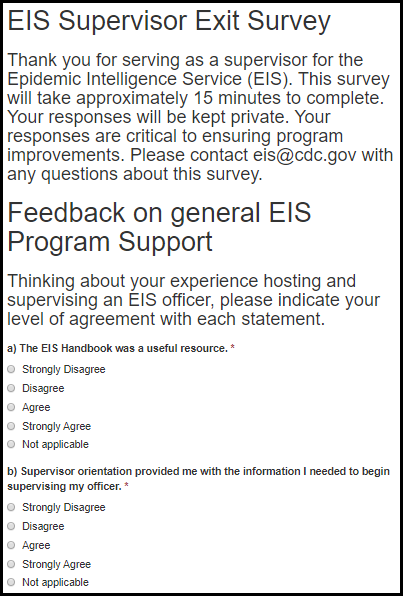 EIS Supervisor Exit Survey
Thank you for serving as a supervisor for the
Epidemic Intelligence Service (EIS). This survey
will take approximately 15 minutes to complete.
Your responses will be kept private. Your
responses are critical to ensuring program
improvements. Please contact eis@cdc.gov with
any questions about this survey.
Feedback on general EIS
Program Support
Thinking about your experience hosting and
supervising an EIS officer, please indicate your
level of agreement with each statement.
a) The EIS Handbook was a useful resource. *
Strongly Disagree
Disagree
Agree
Strongly Agree
Not applicable
b) Supervisor orientation provided me with the information I needed to begin
supervising my officer. *
Strongly Disagree
Disagree
Agree
Strongly Agree
Not applicable